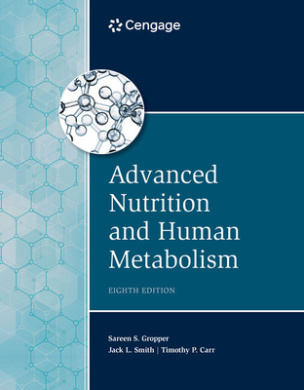 Cengage
Advanced
Nutrition
and Human
Metabolism
EIGHTH EDITION
Sareen S. Gropper
Jack L. Smith | Timothy P. Carr